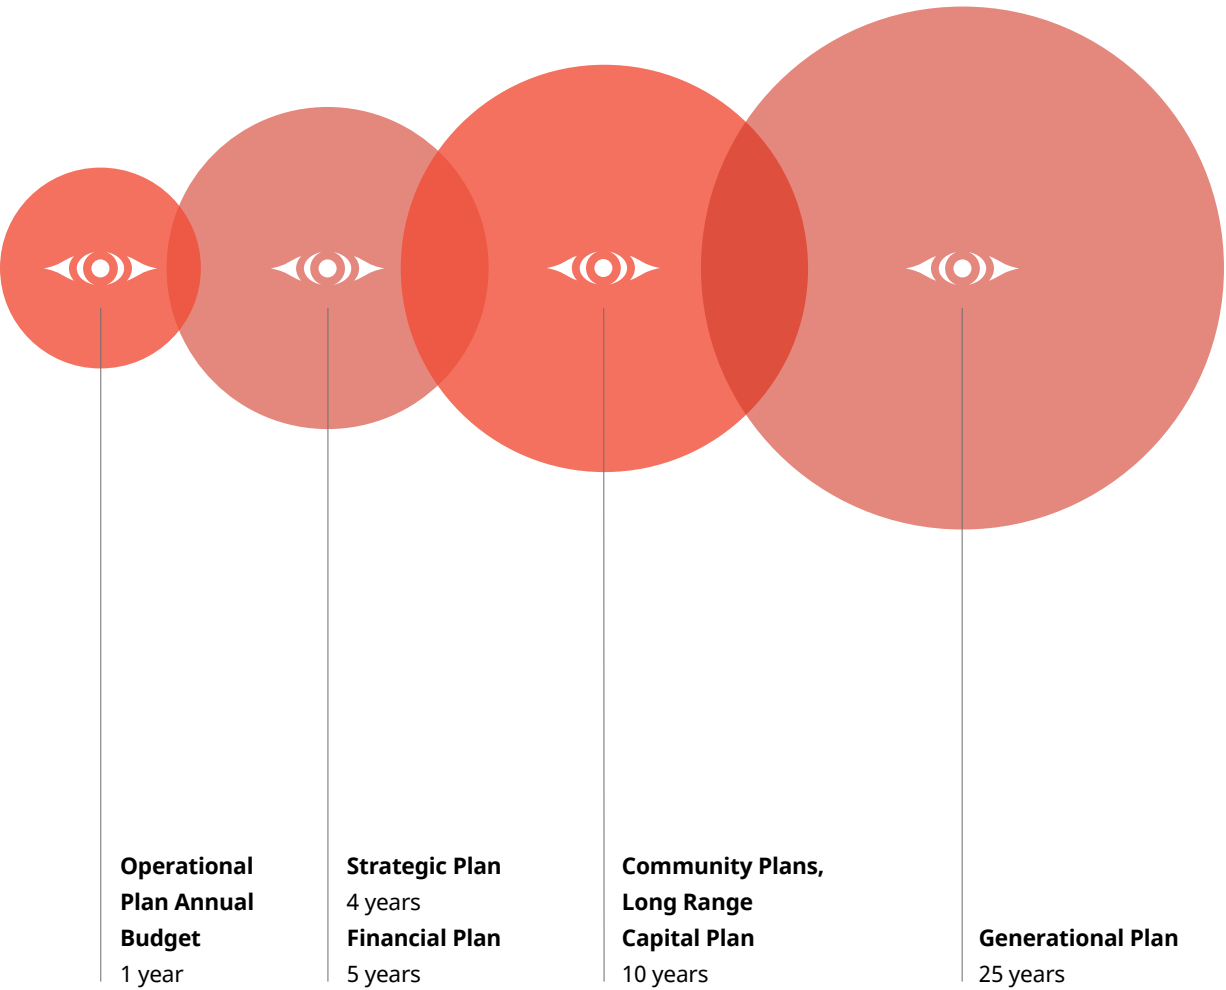 Operational
Plan Annual
Budget
1 year
Strategic Plan
4 years
Financial Plan
5 years
Community Plans,
Long Range
Capital Plan
10 years
Generational Plan
25 years